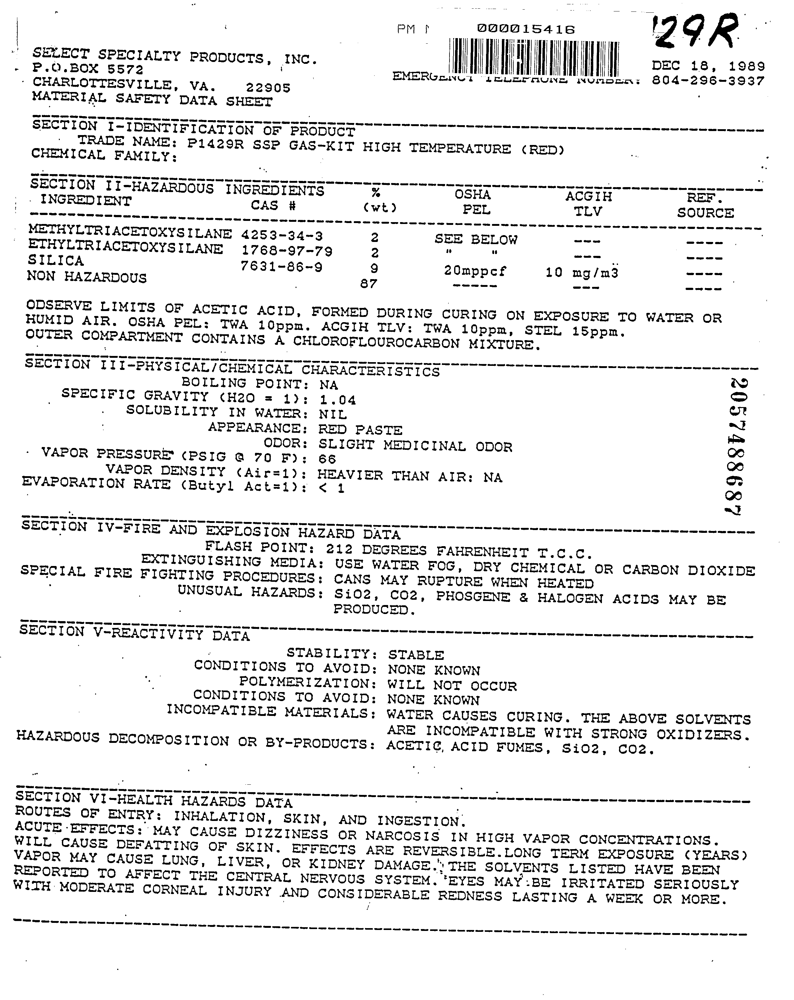 PM 000015416 '29R
SELECT SPECIALTY PRODUCTS, INC.
P.O.BOX 5572 DEC 18, 1989
CHARLOTTESVILLE, VA. 22905 EMERGENCY TELEPHONE NUMBER: 804-296-3937
MATERIAL SAFETY DATA SHEET
SECTION I-IDENTIFICATION OF PRODUCT
TRADE NAME: P1429R SSP GAS-KIT HIGH TEMPERATURE (RED)
CHEMICAL FAMILY:
SECTION II-HAZARDOUS INGREDIENTS % OSHA ACGIH REF.
INGREDIENT CAS # (wt) PEL TLV SOURCE
METHYLTRIACETOXYSILANE 4253-34-3 2 SEE BELOW --- ----
ETHYLTRIACETOXYSILANE 1768-97-79 2 " " --- ----
SILICA 7631-86-9 9 20mppcf 10 mg/m3 ----
NON HAZARDOUS 87 ----- --- ----
ODSERVE LIMITS OF ACETIC ACID, FORMED DURING CURING ON EXPOSURE TO WATER OR
HUMID AIR. OSHA PEL: TWA 10ppm. ACGIH TLV: TWA 10ppm, STEL 15ppm.
OUTER COMPARTMENT CONTAINS A CHLOROFLOUROCARBON MIXTURE.
SECTION III-PHYSICAL/CHEMICAL CHARACTERISTICS
BOILING POINT: NA
SPECIFIC GRAVITY (H2O = 1): 1.04
SOLUBILITY IN WATER: NIL
APPEARANCE: RED PASTE
ODOR: SLIGHT MEDICINAL ODOR
VAPOR PRESSURE (PSIG @ 70 F): 66
VAPOR DENSITY (Air=1): HEAVIER THAN AIR: NA
EVAPORATION RATE (Butyl Act=1): < 1
2057488687
SECTION IV-FIRE AND EXPLOSION HAZARD DATA
FLASH POINT: 212 DEGREES FAHRENHEIT T.C.C.
EXTINGUISHING MEDIA: USE WATER FOG, DRY CHEMICAL OR CARBON DIOXIDE
SPECIAL FIRE FIGHTING PROCEDURES: CANS MAY RUPTURE WHEN HEATED
UNUSUAL HAZARDS: SiO2, CO2, PHOSGENE & HALOGEN ACIDS MAY BE
PRODUCED.
SECTION V-REACTIVITY DATA
STABILITY: STABLE
CONDITIONS TO AVOID: NONE KNOWN
POLYMERIZATION: WILL NOT OCCUR
CONDITIONS TO AVOID: NONE KNOWN
INCOMPATIBLE MATERIALS: WATER CAUSES CURING. THE ABOVE SOLVENTS
ARE INCOMPATIBLE WITH STRONG OXIDIZERS.
HAZARDOUS DECOMPOSITION OR BY-PRODUCTS: ACETIC ACID FUMES, SiO2, CO2.
SECTION VI-HEALTH HAZARDS DATA
ROUTES OF ENTRY: INHALATION, SKIN, AND INGESTION.
ACUTE EFFECTS: MAY CAUSE DIZZINESS OR NARCOSIS IN HIGH VAPOR CONCENTRATIONS.
WILL CAUSE DEFATTING OF SKIN. EFFECTS ARE REVERSIBLE.LONG TERM EXPOSURE (YEARS)
VAPOR MAY CAUSE LUNG, LIVER, OR KIDNEY DAMAGE. THE SOLVENTS LISTED HAVE BEEN
REPORTED TO AFFECT THE CENTRAL NERVOUS SYSTEM. EYES MAY BE IRRITATED SERIOUSLY
WITH MODERATE CORNEAL INJURY AND CONSIDERABLE REDNESS LASTING A WEEK OR MORE.